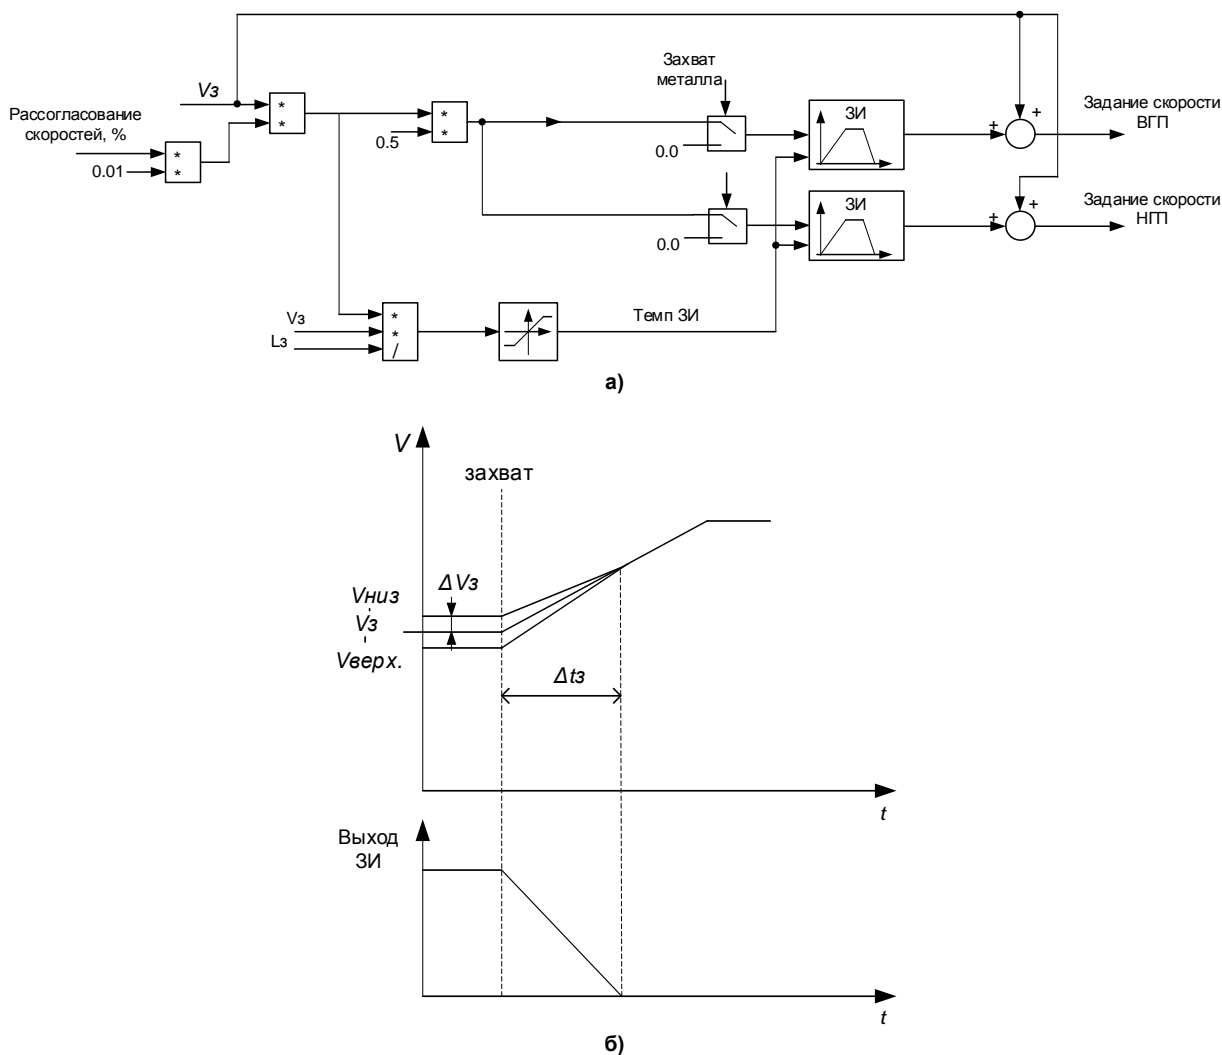 Захват
металла
Vз
Рассогласование
скоростей, %
*
*
*
*
0.5
*
*
0.01
0.0
ЗИ
+
+
Задание скорости
ВГП
0.0
ЗИ
+
+
Задание скорости
НГП
Vз
Lз
*
*
/
Темп ЗИ
а)
V
захват
ΔVз
Vниз
Vз
Vверх.
Δtз
t
Выход
ЗИ
t
б)